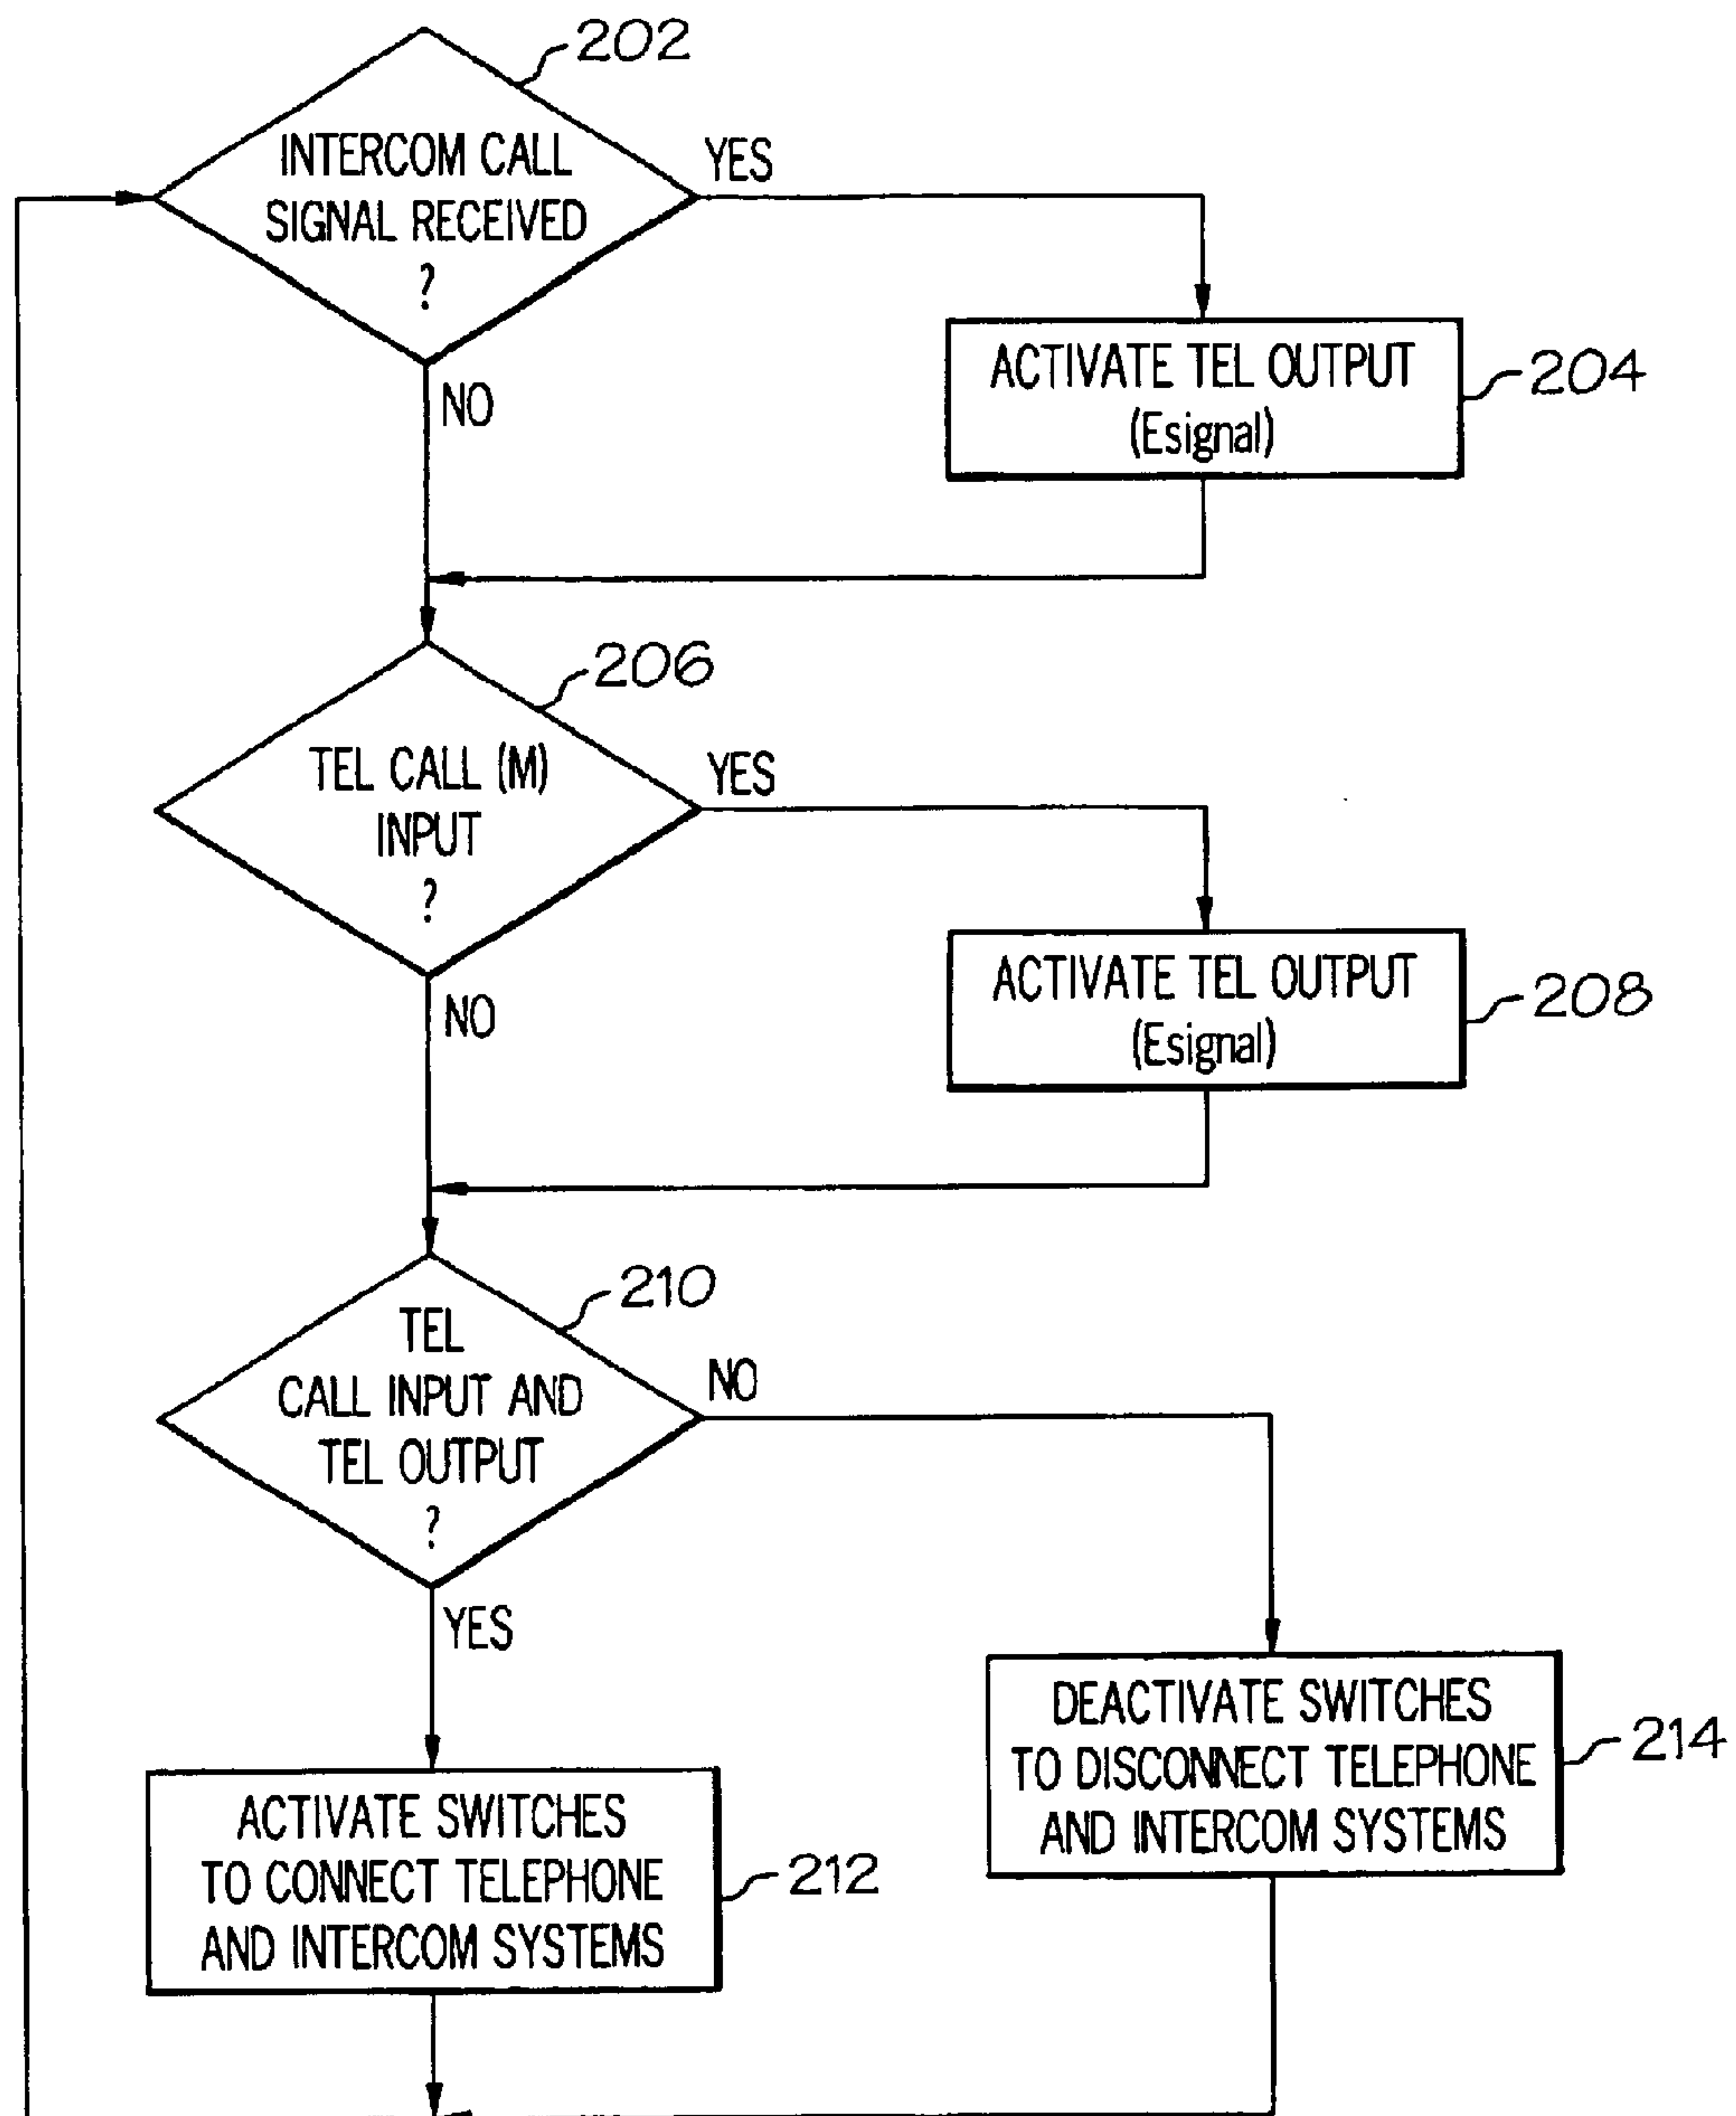 202
INTERCOM CALL
SIGNAL RECEIVED
?
YES
NO
ACTIVATE TEL OUTPUT
(Esignal)
204
206
TEL CALL (M)
INPUT
?
YES
NO
ACTIVATE TEL OUTPUT
(Esignal)
208
210
TEL
CALL INPUT AND
TEL OUTPUT
?
NO
YES
DEACTIVATE SWITCHES
TO DISCONNECT TELEPHONE
AND INTERCOM SYSTEMS
214
ACTIVATE SWITCHES
TO CONNECT TELEPHONE
AND INTERCOM SYSTEMS
212